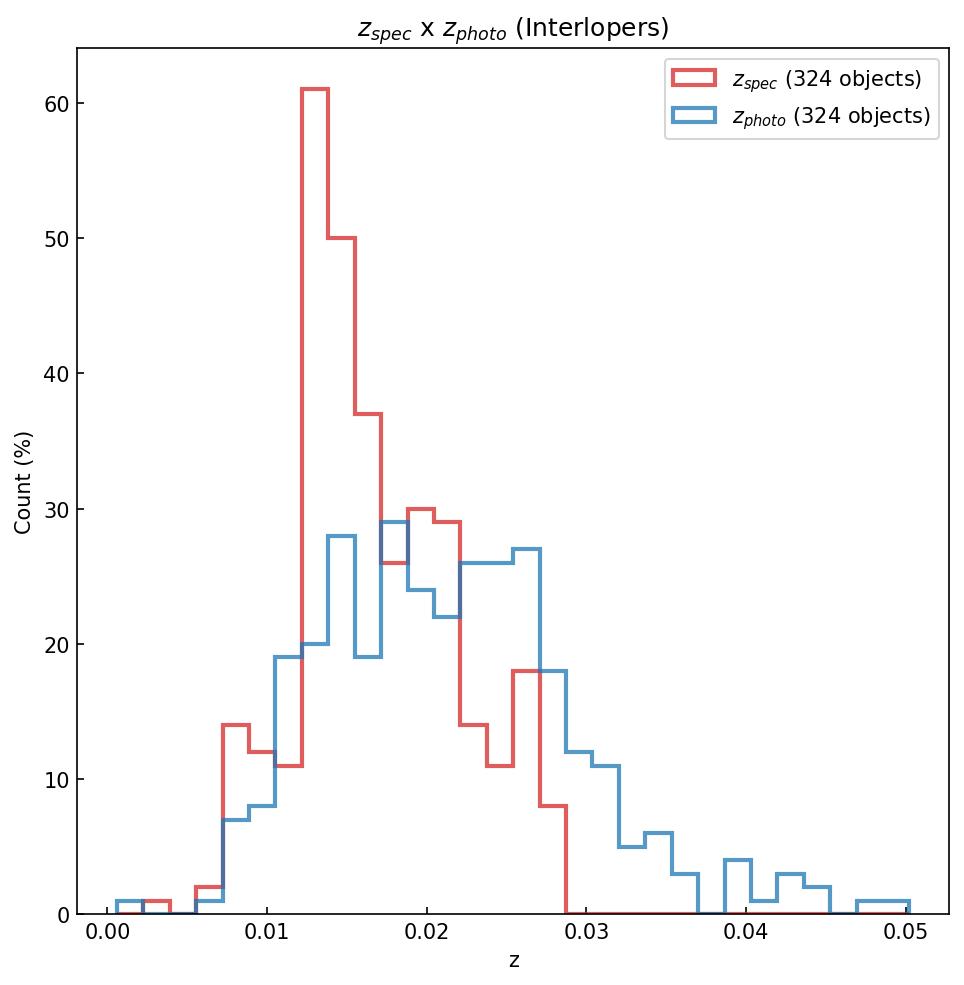 z_spec x z_photo (Interlopers)
z_spec (324 objects)
z_photo (324 objects)
Count (%)
60
50
40
30
20
10
0
0.00 0.01 0.02 0.03 0.04 0.05
z